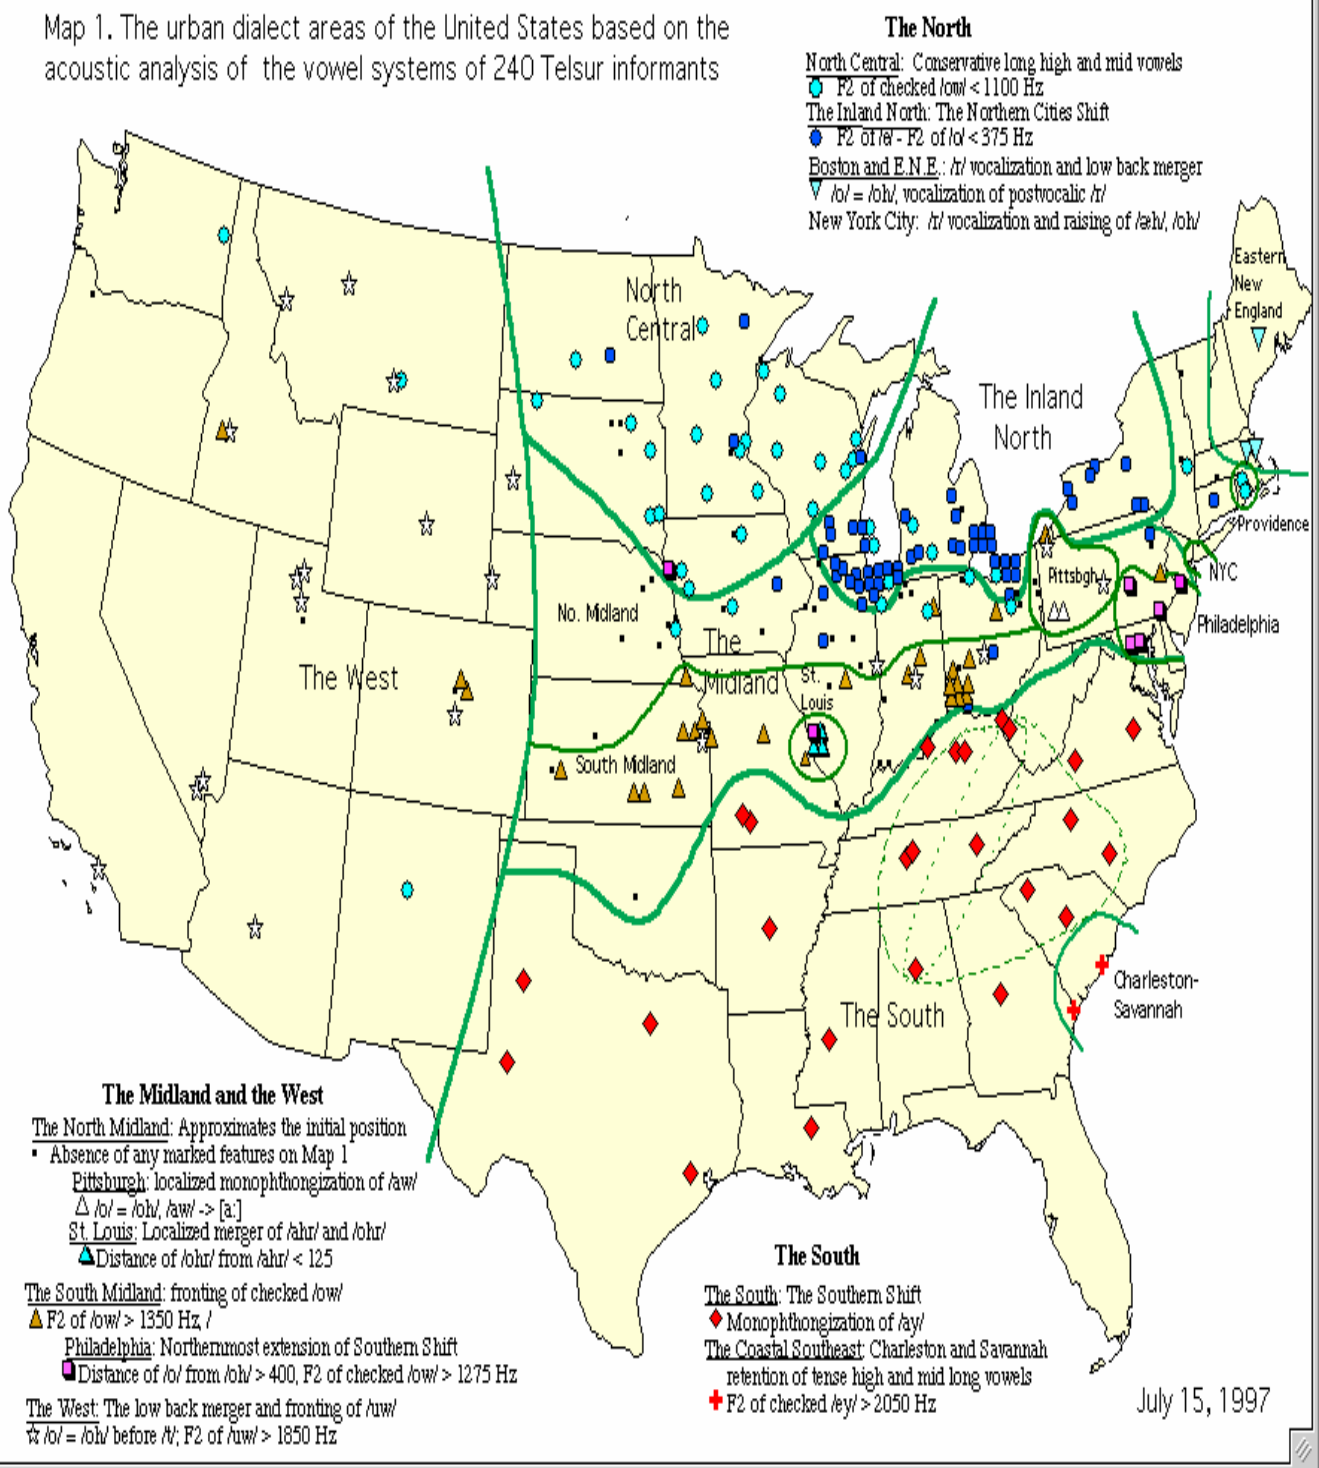 Map 1. The urban dialect areas of the United States based on the
acoustic analysis of the vowel systems of 240 Telsur informants
The North
North Central: Conservative long high and mid vowels
F2 of checked /ow/ < 1100 Hz
The Inland North: The Northern Cities Shift
F2 of /e/ - F2 of /o/ < 375 Hz
Boston and E.N.E.: /r/ vocalization and low back merger
/o/ = /oh/, vocalization of postvocalic /r/
New York City: /r/ vocalization and raising of /æh/, /oh/
Eastern
New
England
North
Central
The Inland
North
Providence
NYC
Pittsbgh
Philadelphia
No. Midland
The
Midland
The West
St.
Louis
South Midland
Charleston-
Savannah
The South
The Midland and the West
The North Midland: Approximates the initial position
Absence of any marked features on Map 1
Pittsburgh: localized monophthongization of /aw/
/o/ = /oh/, /aw/ -> [a:]
St. Louis: Localized merger of /ahr/ and /ohr/
Distance of /ohr/ from /ahr/ < 125
The South Midland: fronting of checked /ow/
F2 of /ow/ > 1350 Hz, /
Philadelphia: Northernmost extension of Southern Shift
Distance of /o/ from /oh/ > 400, F2 of checked /ow/ > 1275 Hz
The West: The low back merger and fronting of /uw/
/o/ = /oh/ before /t/; F2 of /uw/ > 1850 Hz
The South
The South: The Southern Shift
Monophthongization of /ay/
The Coastal Southeast: Charleston and Savannah
retention of tense high and mid long vowels
F2 of checked /ey/ > 2050 Hz
July 15, 1997